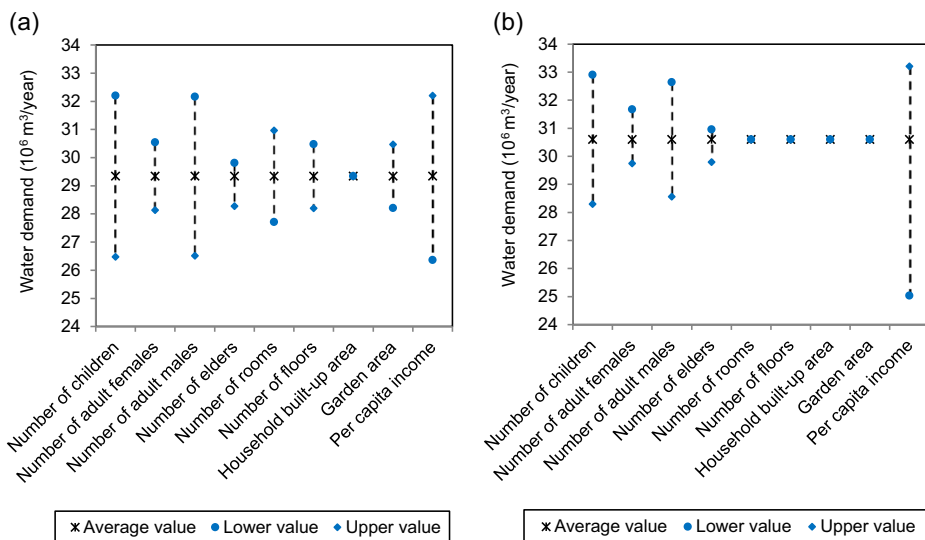 (a)
Water demand (10⁶ m³/year)
34
33
32
31
30
29
28
27
26
25
24
Number of children
Number of adult females
Number of adult males
Number of elders
Number of rooms
Number of floors
Household built-up area
Garden area
Per capita income
Average value
Lower value
Upper value
(b)
Water demand (10⁶ m³/year)
34
33
32
31
30
29
28
27
26
25
24
Number of children
Number of adult females
Number of adult males
Number of elders
Number of rooms
Number of floors
Household built-up area
Garden area
Per capita income
Average value
Lower value
Upper value